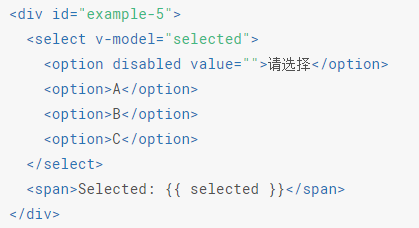 <div id="example-5">
  <select v-model="selected">
    <option disabled value="">请选择</option>
    <option>A</option>
    <option>B</option>
    <option>C</option>
  </select>
  <span>Selected: {{ selected }}</span>
</div>